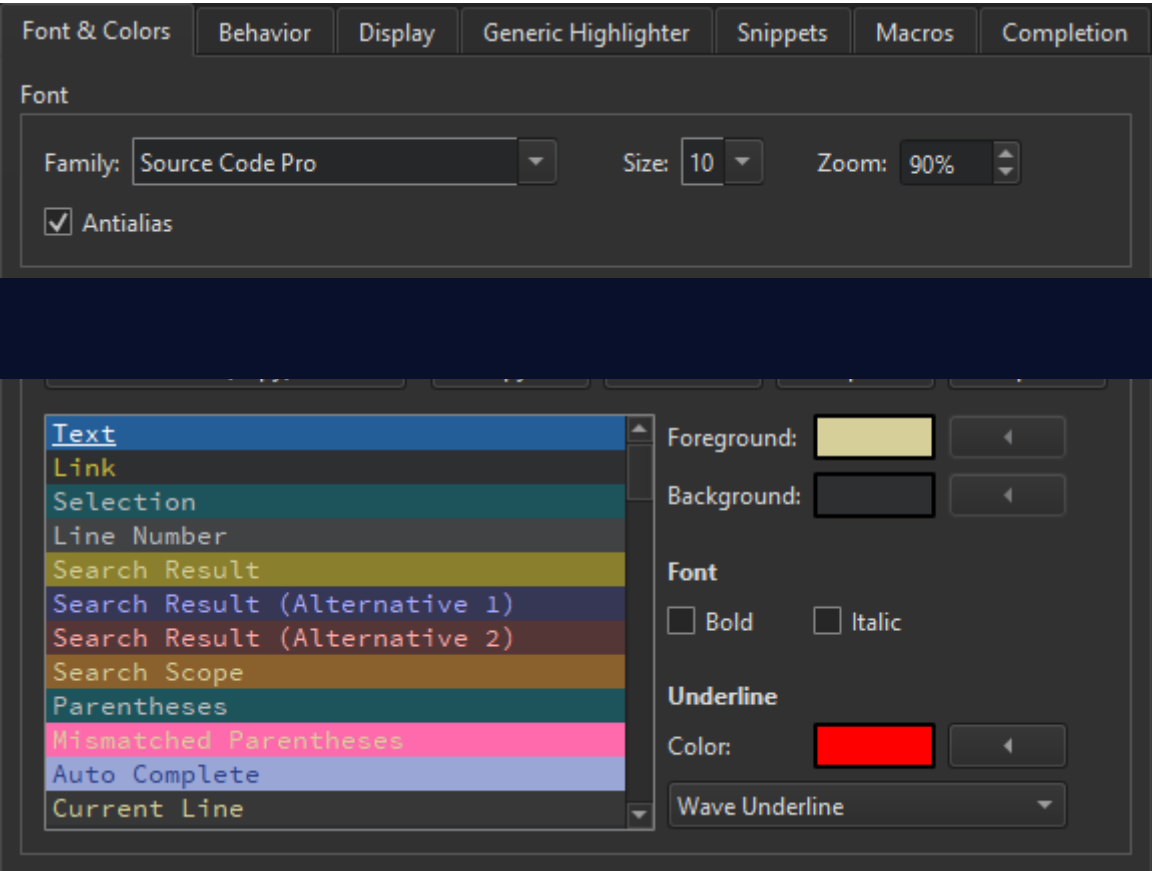 Font & Colors Behavior Display Generic Highlighter Snippets Macros Completion
Font
Family: Source Code Pro Size: 10 Zoom: 90%
Antialias
Text
Link
Selection
Line Number
Search Result
Search Result (Alternative 1)
Search Result (Alternative 2)
Search Scope
Parentheses
Mismatched Parentheses
Auto Complete
Current Line
Foreground:
Background:
Font
Bold Italic
Underline
Color:
Wave Underline